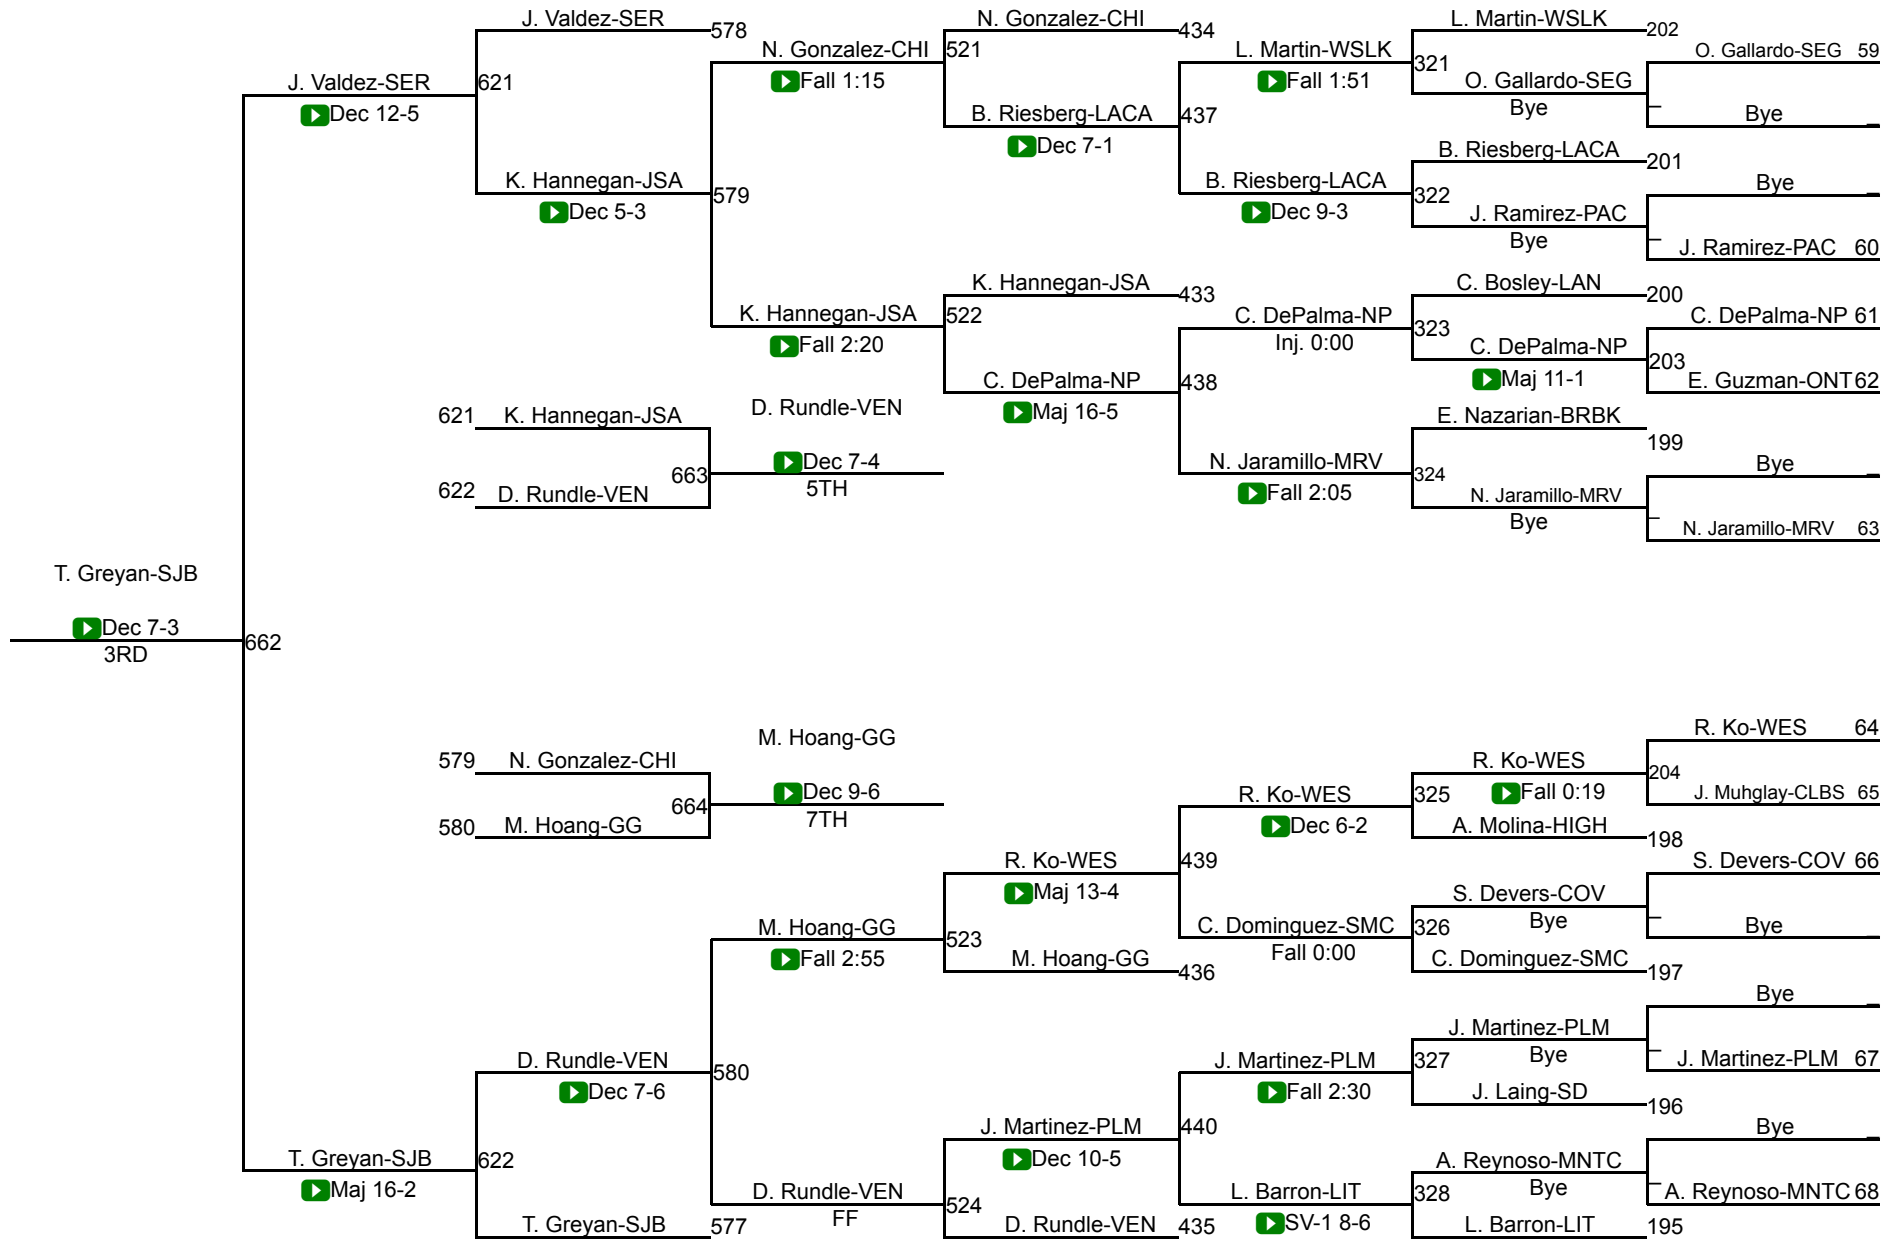 J. Valdez-SER
578
N. Gonzalez-CHI
434
L. Martin-WSLK
202
O. Gallardo-SEG 59
N. Gonzalez-CHI
521
L. Martin-WSLK
321
Fall 1:15
Fall 1:51
O. Gallardo-SEG
Bye
Bye
J. Valdez-SER
621
Dec 12-5
B. Riesberg-LACA
437
Dec 7-1
B. Riesberg-LACA
201
Bye
K. Hannegan-JSA
579
Dec 5-3
B. Riesberg-LACA
322
Dec 9-3
J. Ramirez-PAC
Bye
J. Ramirez-PAC 60
K. Hannegan-JSA
433
C. Bosley-LAN
200
C. DePalma-NP 61
K. Hannegan-JSA
522
Fall 2:20
C. DePalma-NP
323
Inj. 0:00
C. DePalma-NP
203
Maj 11-1
E. Guzman-ONT 62
C. DePalma-NP
438
Maj 16-5
621 K. Hannegan-JSA
D. Rundle-VEN
E. Nazarian-BRBK
199
Bye
663
Dec 7-4
5TH
N. Jaramillo-MRV
324
Fall 2:05
622 D. Rundle-VEN
N. Jaramillo-MRV
Bye
N. Jaramillo-MRV 63
T. Greyan-SJB
Dec 7-3
3RD
662
R. Ko-WES 64
579 N. Gonzalez-CHI
M. Hoang-GG
R. Ko-WES
204
Fall 0:19
J. Muhglay-CLBS 65
664
Dec 9-6
7TH
R. Ko-WES
325
Dec 6-2
580 M. Hoang-GG
A. Molina-HIGH
198
R. Ko-WES
439
Maj 13-4
S. Devers-COV 66
S. Devers-COV
Bye
Bye
M. Hoang-GG
523
Fall 2:55
C. Dominguez-SMC
326
Fall 0:00
M. Hoang-GG
436
C. Dominguez-SMC
197
Bye
J. Martinez-PLM
Bye
J. Martinez-PLM 67
D. Rundle-VEN
580
Dec 7-6
J. Martinez-PLM
327
Fall 2:30
J. Laing-SD
196
Bye
J. Martinez-PLM
440
Dec 10-5
T. Greyan-SJB
622
Maj 16-2
A. Reynoso-MNTC
Bye
A. Reynoso-MNTC 68
D. Rundle-VEN
524
FF
L. Barron-LIT
328
SV-1 8-6
T. Greyan-SJB
577
D. Rundle-VEN
435
L. Barron-LIT
195